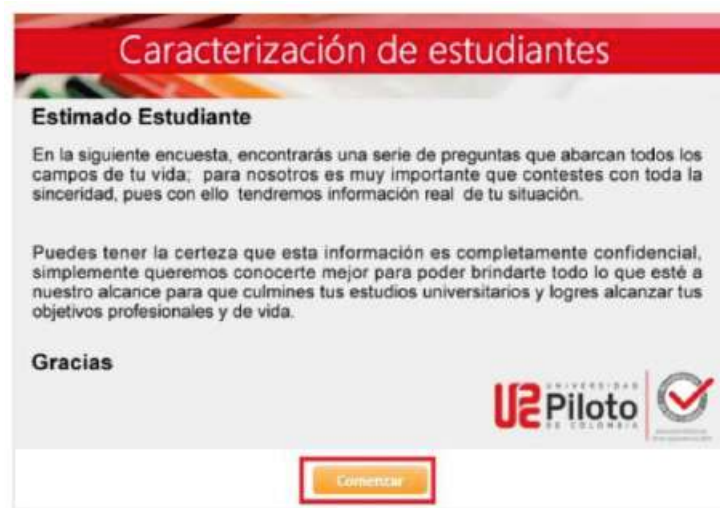 Caracterización de estudiantes
Estimado Estudiante
En la siguiente encuesta, encontrarás una serie de preguntas que abarcan todos los
campos de tu vida; para nosotros es muy importante que contestes con toda la
sinceridad, pues con ello tendremos información real de tu situación.
Puedes tener la certeza que esta información es completamente confidencial,
simplemente queremos conocerte mejor para poder brindarte todo lo que esté a
nuestro alcance para que culmines tus estudios universitarios y logres alcanzar tus
objetivos profesionales y de vida.
Gracias
UNIVERSIDAD
Piloto
DE COLOMBIA
Comenzar